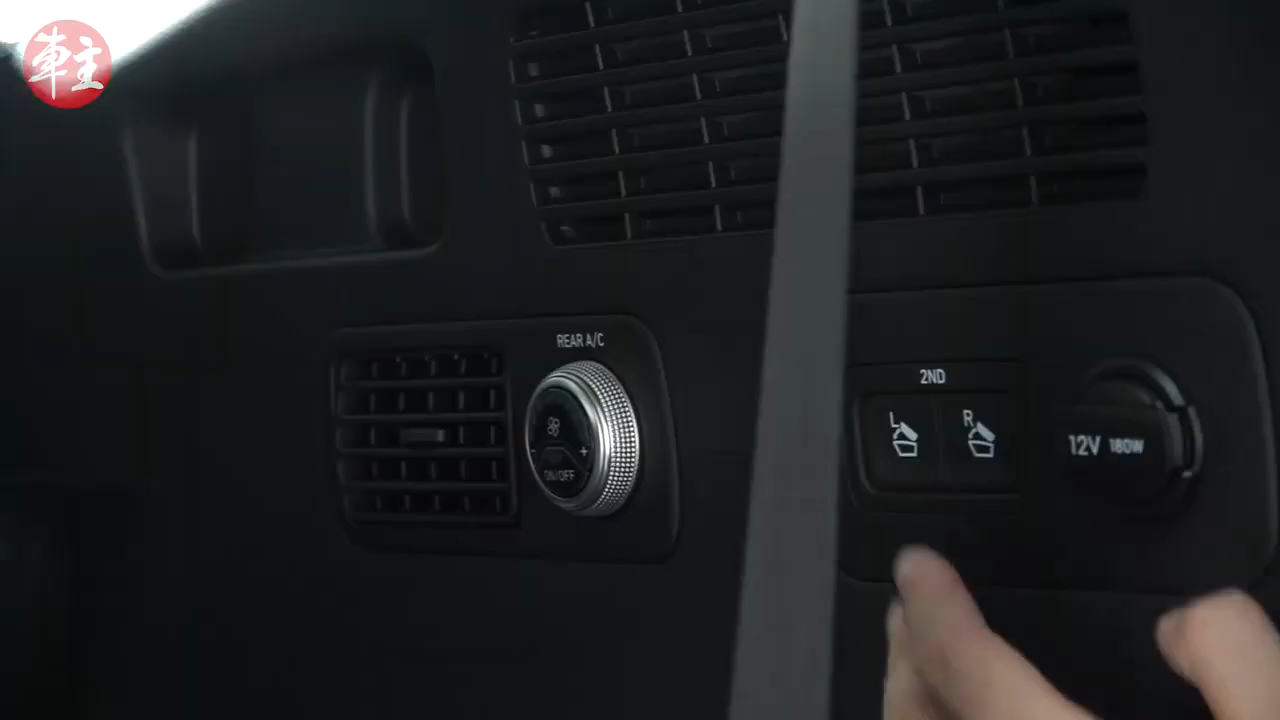 車主
REAR A/C
- +
ON/OFF
2ND
L R
12V 180W